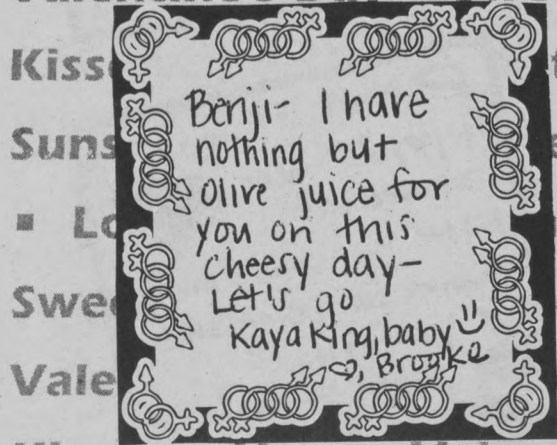 Kiss
Suns
Lo
Swee
Vale
Benji- I have
nothing but
olive juice for
you on this
cheesy day-
Let's go
Kaya King, baby
♡, Brooke